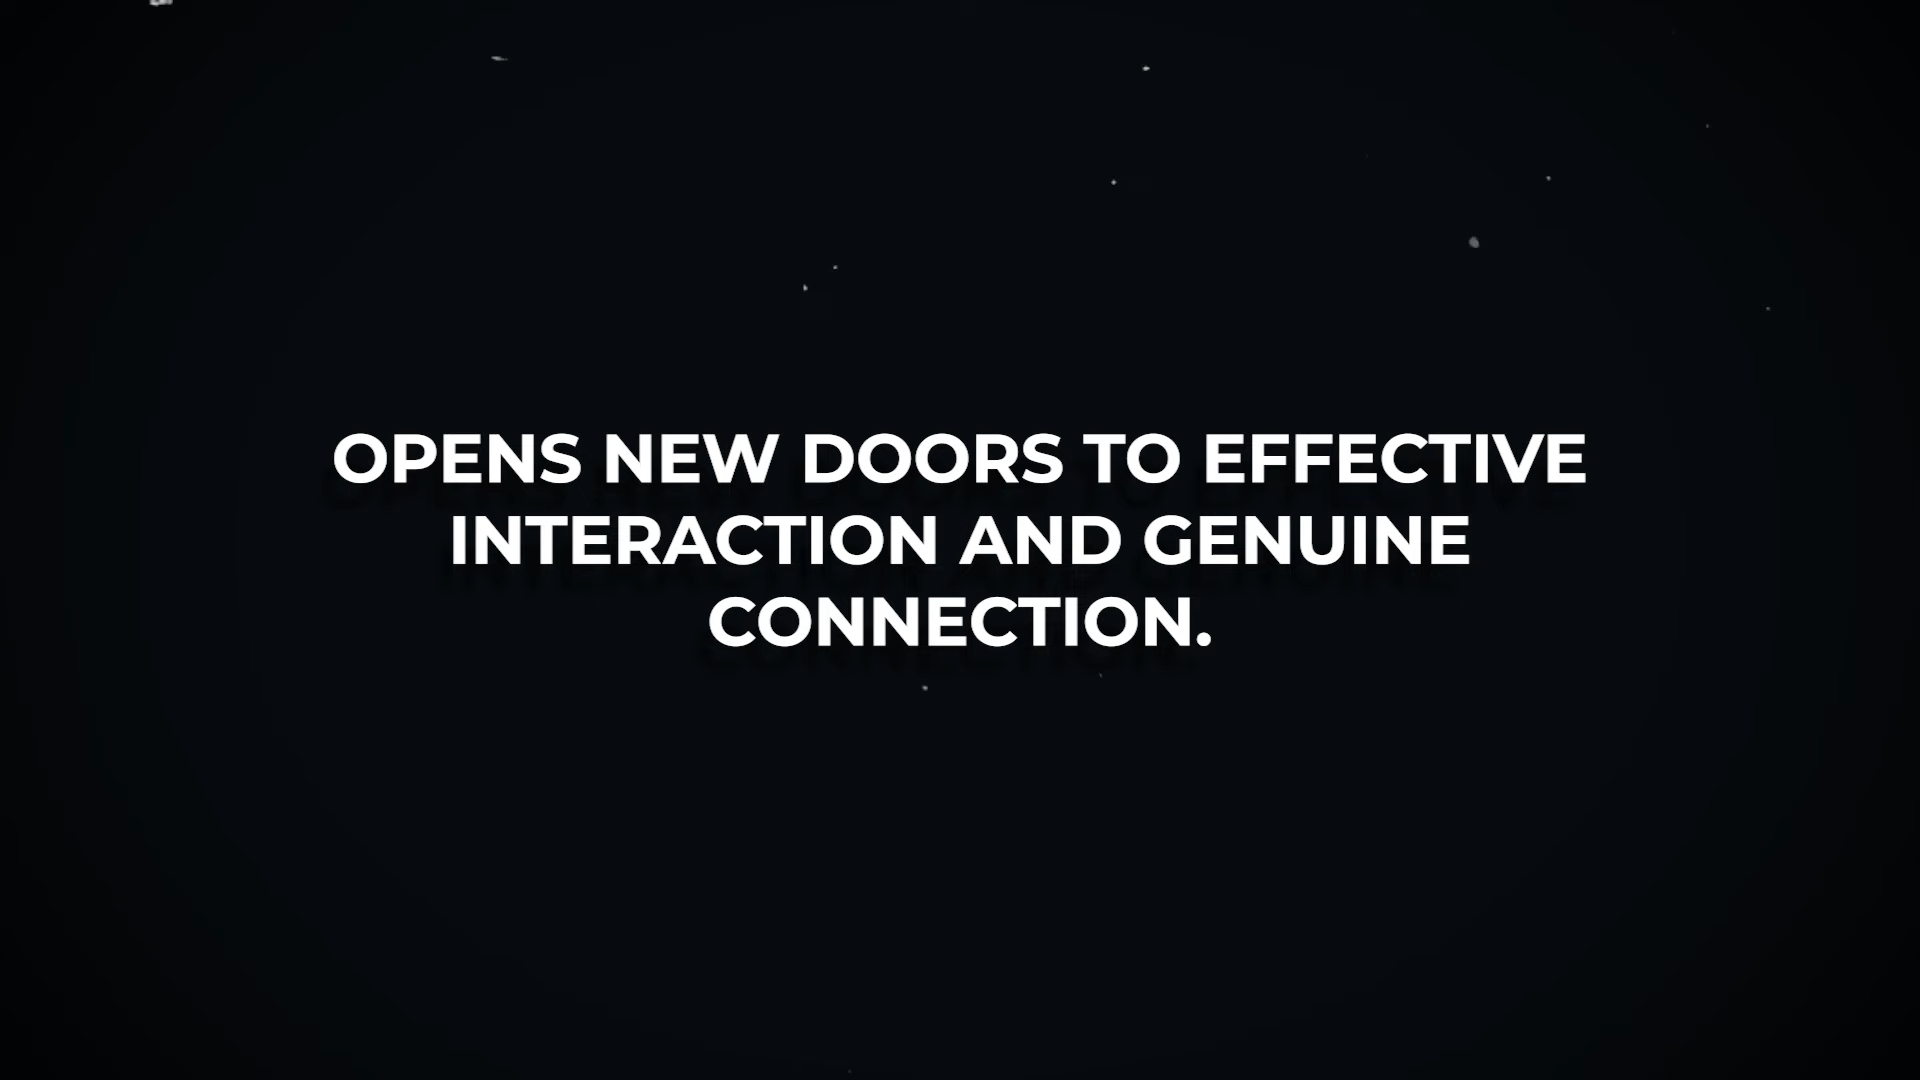 OPENS NEW DOORS TO EFFECTIVE
INTERACTION AND GENUINE
CONNECTION.